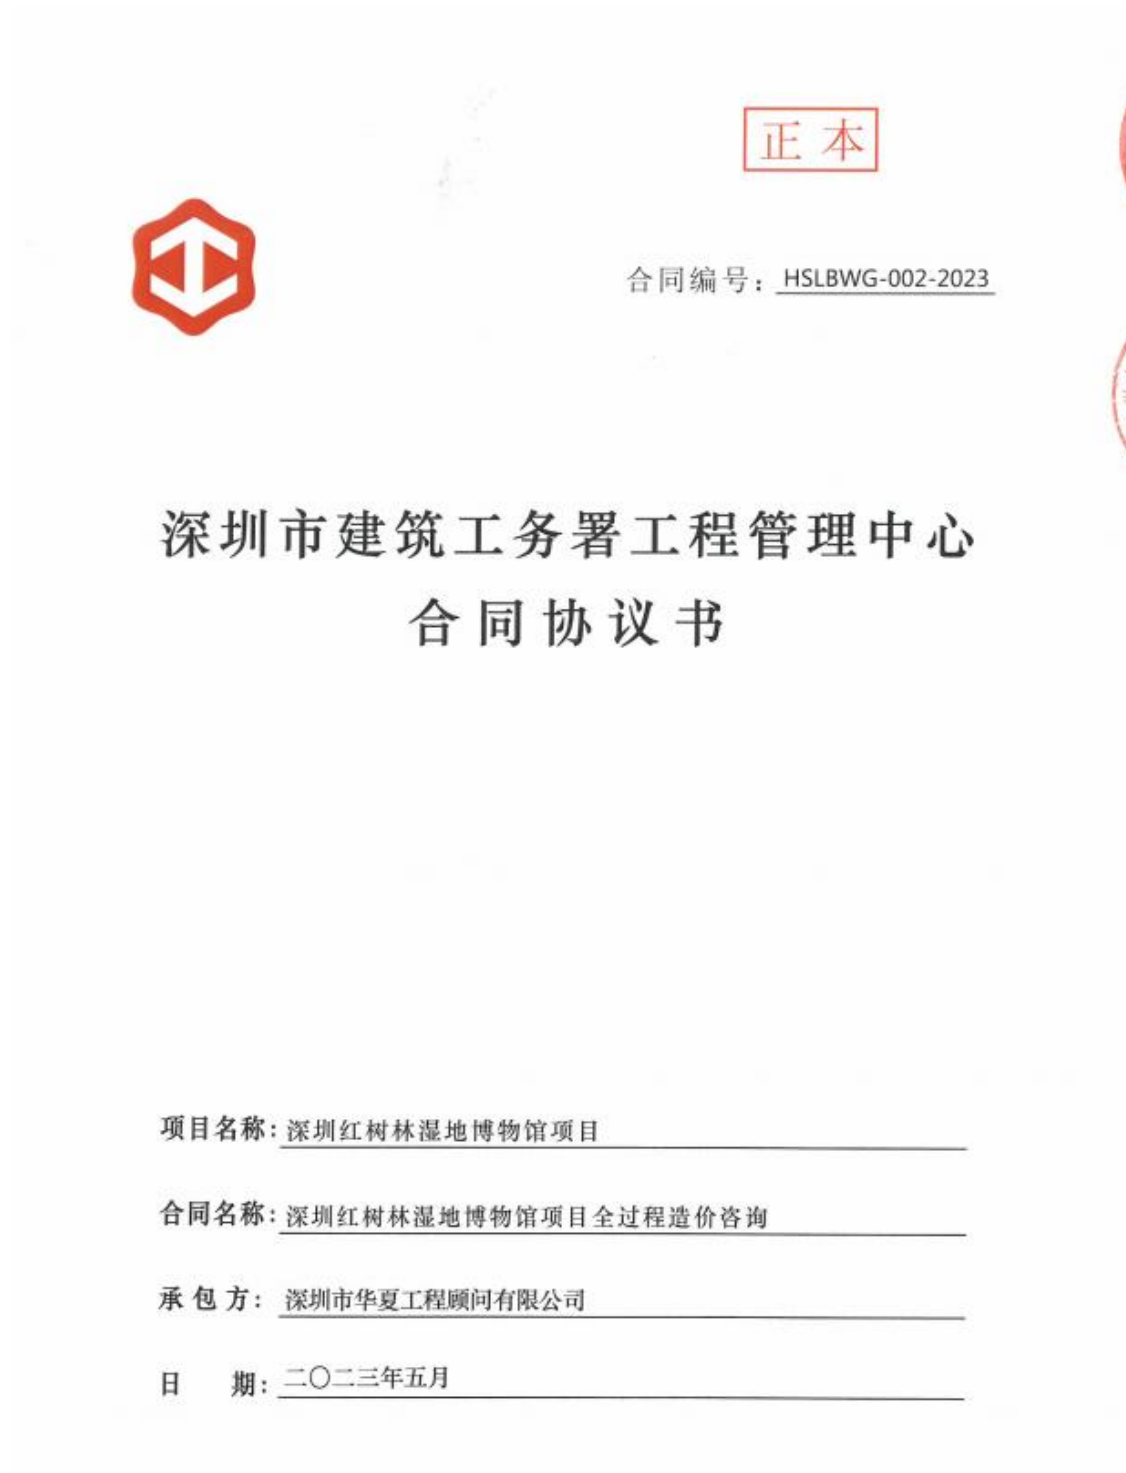 正本
合同编号：HSLBWG-002-2023
深圳市建筑工务署工程管理中心
合同协议书
项目名称：深圳红树林湿地博物馆项目
合同名称：深圳红树林湿地博物馆项目全过程造价咨询
承包方：深圳市华夏工程顾问有限公司
日期：二〇二三年五月